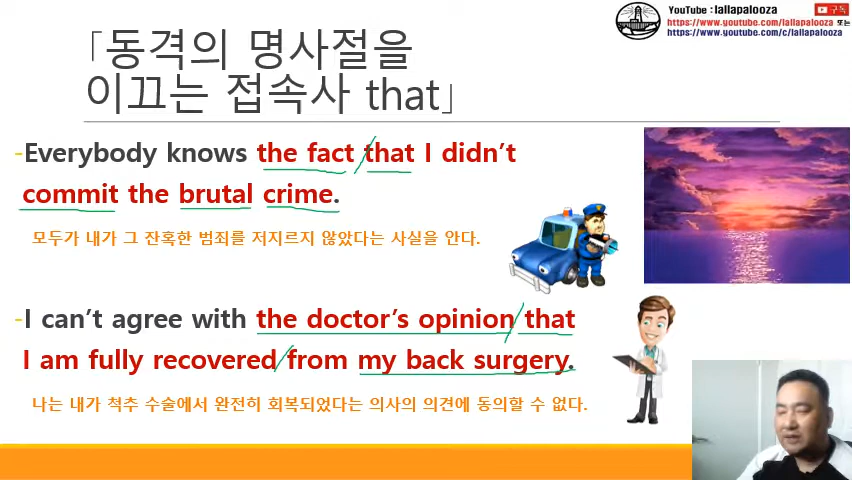 YouTube : lallapalooza 구독
https://www.youtube.com/lallapalooza 또는
https://www.youtube.com/c/lallapalooza
「동격의 명사절을
이끄는 접속사 that」
-Everybody knows the fact that I didn’t
commit the brutal crime.
모두가 내가 그 잔혹한 범죄를 저지르지 않았다는 사실을 안다.
-I can’t agree with the doctor’s opinion that
I am fully recovered from my back surgery.
나는 내가 척추 수술에서 완전히 회복되었다는 의사의 의견에 동의할 수 없다.